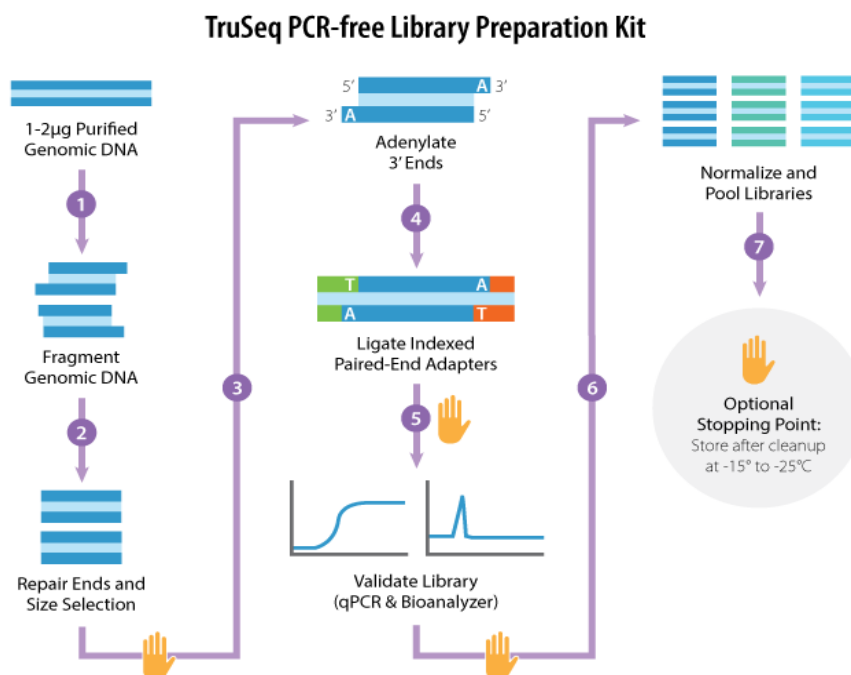 TruSeq PCR-free Library Preparation Kit
1-2µg Purified
Genomic DNA
1
Fragment
Genomic DNA
2
Repair Ends and
Size Selection
3
5′ A 3′
3′ A 5′
Adenylate
3′ Ends
4
T A
A T
Ligate Indexed
Paired-End Adapters
5
Validate Library
(qPCR & Bioanalyzer)
6
Normalize and
Pool Libraries
7
Optional
Stopping Point:
Store after cleanup
at -15° to -25°C